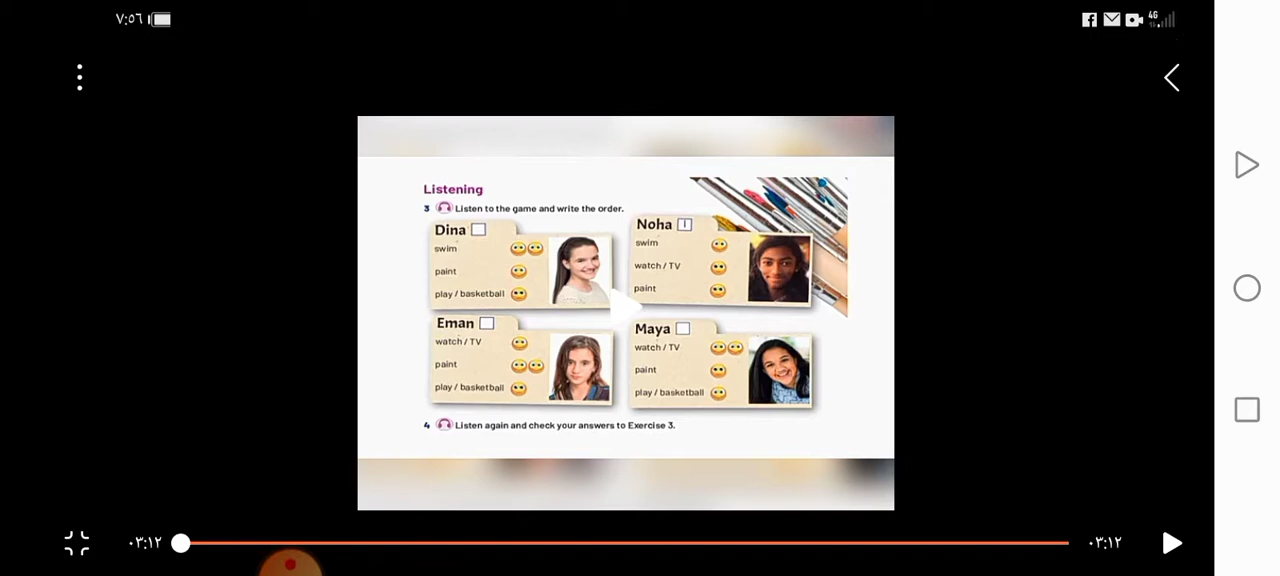 ٧:٥٦
4G
Listening
3 Listen to the game and write the order.
Dina
swim
paint
play / basketball
Noha 1
swim
watch / TV
paint
Eman
watch / TV
paint
play / basketball
Maya
watch / TV
paint
play / basketball
4 Listen again and check your answers to Exercise 3.
٠٣:١٢
٠٣:١٢